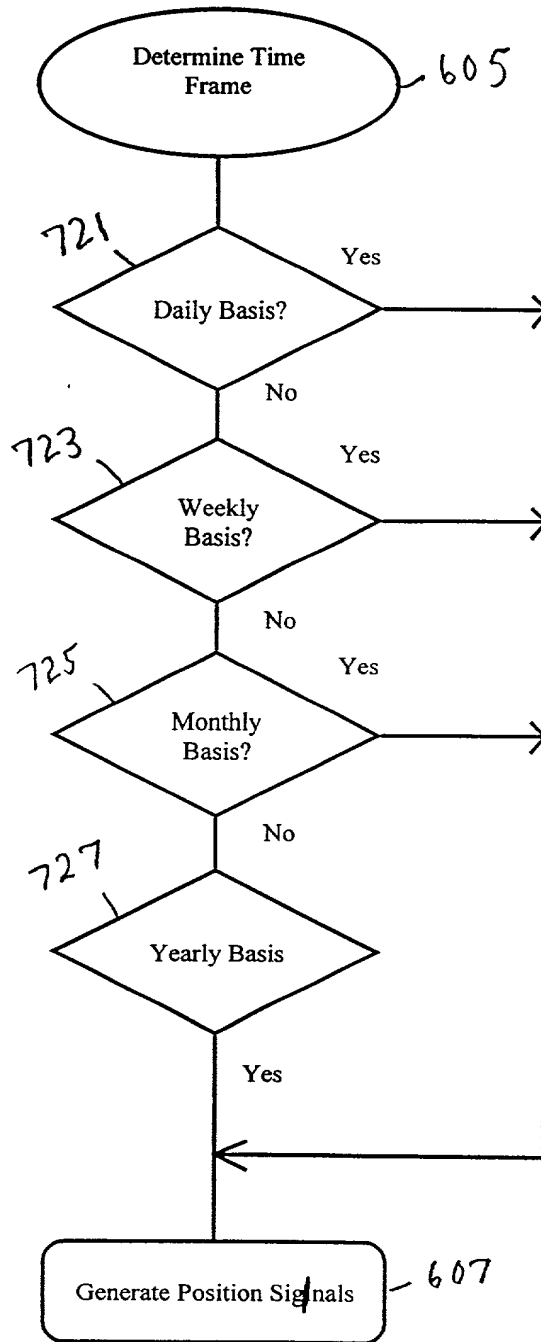 Determine Time
Frame
605
721
Yes
Daily Basis?
No
723
Yes
Weekly
Basis?
No
725
Yes
Monthly
Basis?
No
727
Yes
Yearly Basis
Generate Position Signals
607